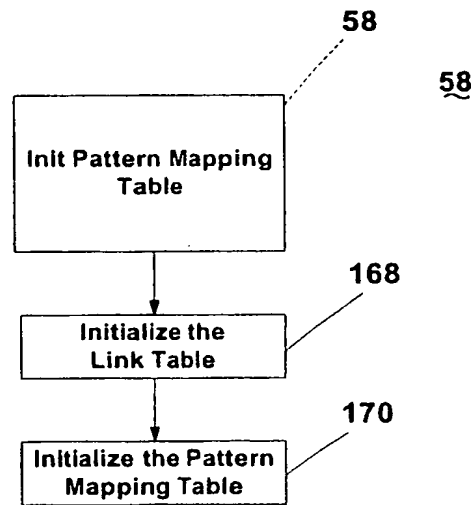 58
58
Init Pattern Mapping
Table
168
Initialize the
Link Table
170
Initialize the Pattern
Mapping Table